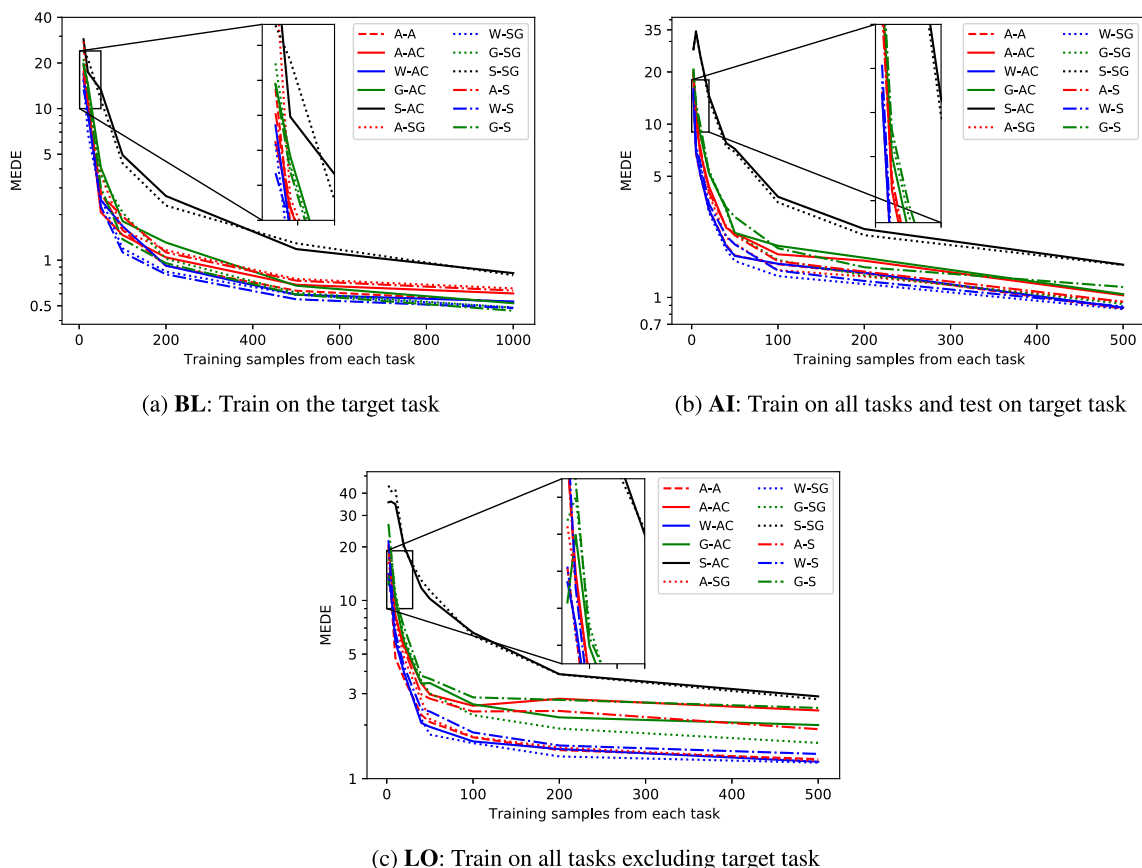 40
20
10
5
1
0.5
MEDE
0 200 400 600 800 1000
Training samples from each task
A-A
A-AC
W-AC
G-AC
S-AC
A-SG
W-SG
G-SG
S-SG
A-S
W-S
G-S
(a) BL: Train on the target task
35
20
10
5
1
0.7
MEDE
0 100 200 300 400 500
Training samples from each task
A-A
A-AC
W-AC
G-AC
S-AC
A-SG
W-SG
G-SG
S-SG
A-S
W-S
G-S
(b) AI: Train on all tasks and test on target task
40
30
20
10
5
3
1
MEDE
0 100 200 300 400 500
Training samples from each task
A-A
A-AC
W-AC
G-AC
S-AC
A-SG
W-SG
G-SG
S-SG
A-S
W-S
G-S
(c) LO: Train on all tasks excluding target task